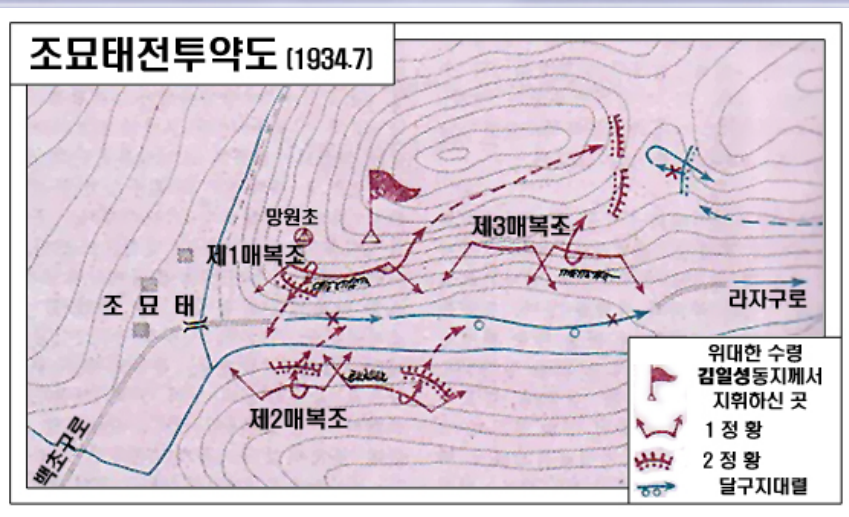 조묘태전투약도 (1934.7)
망원초
제1매복조
제3매복조
조 묘 태
라자구로
제2매복조
백초구로
위대한 수령
김일성동지께서
지휘하신 곳
1 정 황
2 정 황
달구지대렬